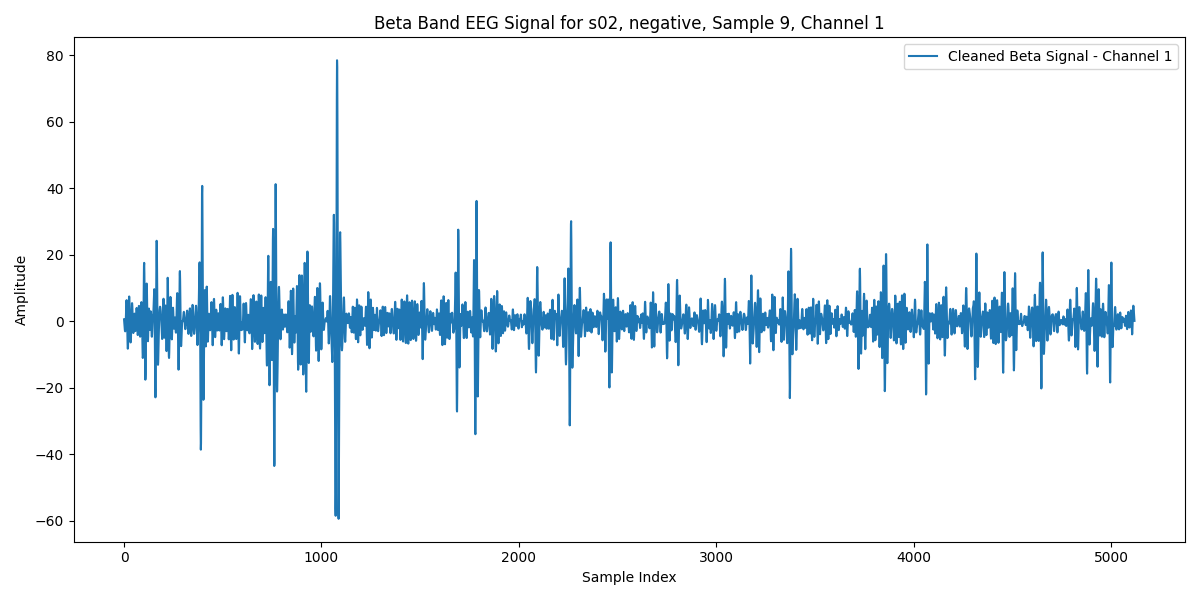 Beta Band EEG Signal for s02, negative, Sample 9, Channel 1
Cleaned Beta Signal - Channel 1
80
60
40
20
0
−20
−40
−60
Amplitude
0 1000 2000 3000 4000 5000
Sample Index